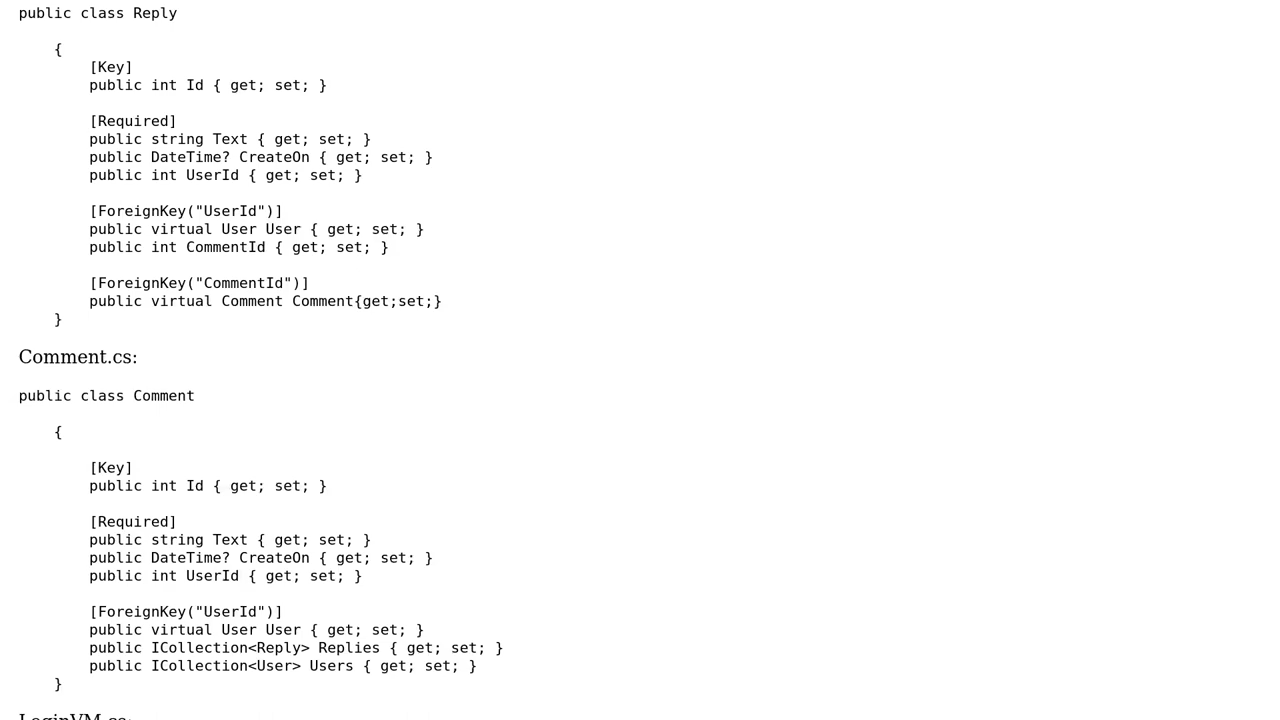 public class Reply
{
[Key]
public int Id { get; set; }
[Required]
public string Text { get; set; }
public DateTime? CreateOn { get; set; }
public int UserId { get; set; }
[ForeignKey("UserId")]
public virtual User User { get; set; }
public int CommentId { get; set; }
[ForeignKey("CommentId")]
public virtual Comment Comment{get;set;}
}
Comment.cs:
public class Comment
{
[Key]
public int Id { get; set; }
[Required]
public string Text { get; set; }
public DateTime? CreateOn { get; set; }
public int UserId { get; set; }
[ForeignKey("UserId")]
public virtual User User { get; set; }
public ICollection<Reply> Replies { get; set; }
public ICollection<User> Users { get; set; }
}
LoginVM.cs: